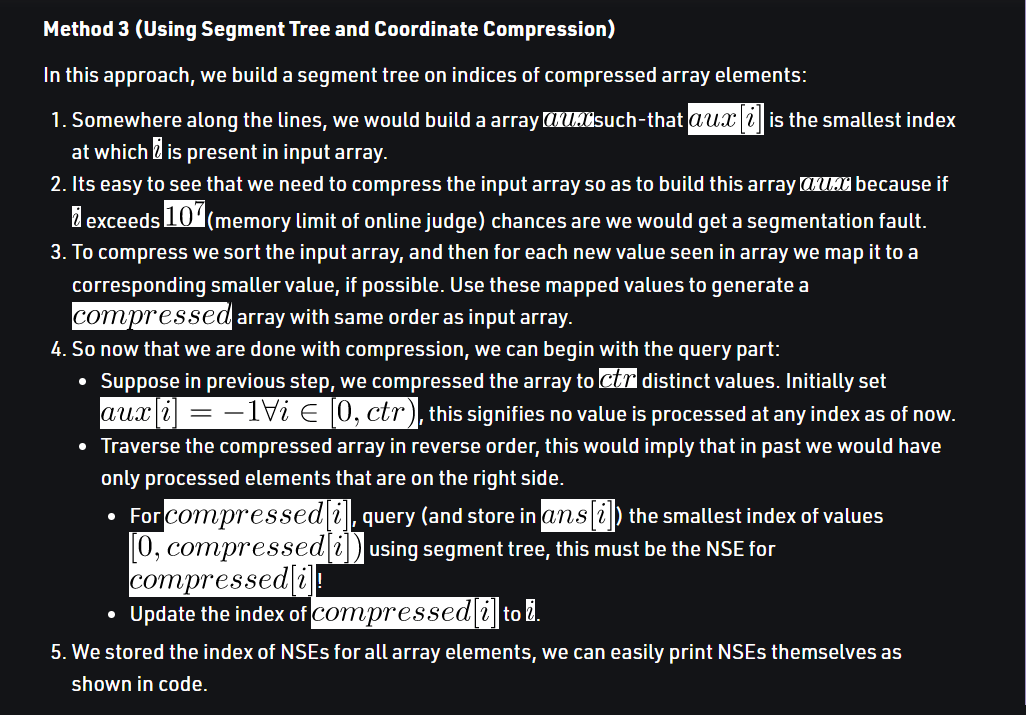 Method 3 (Using Segment Tree and Coordinate Compression)
In this approach, we build a segment tree on indices of compressed array elements:
1. Somewhere along the lines, we would build a array aux such-that aux[i] is the smallest index
at which i is present in input array.
2. Its easy to see that we need to compress the input array so as to build this array aux because if
i exceeds 10^7 (memory limit of online judge) chances are we would get a segmentation fault.
3. To compress we sort the input array, and then for each new value seen in array we map it to a
corresponding smaller value, if possible. Use these mapped values to generate a
compressed array with same order as input array.
4. So now that we are done with compression, we can begin with the query part:
• Suppose in previous step, we compressed the array to ctr distinct values. Initially set
aux[i] = −1∀i ∈ [0, ctr), this signifies no value is processed at any index as of now.
• Traverse the compressed array in reverse order, this would imply that in past we would have
only processed elements that are on the right side.
• For compressed[i], query (and store in ans[i]) the smallest index of values
[0, compressed[i]) using segment tree, this must be the NSE for
compressed[i]!
• Update the index of compressed[i] to i.
5. We stored the index of NSEs for all array elements, we can easily print NSEs themselves as
shown in code.